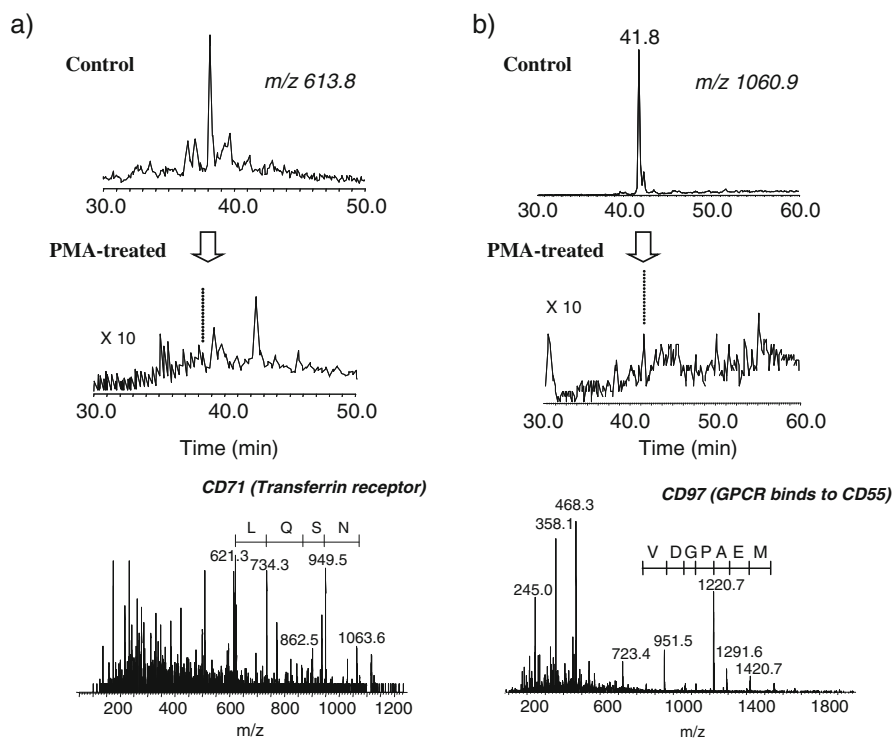 a)
Control
m/z 613.8
30.0 40.0 50.0
PMA-treated
X 10
30.0 40.0 50.0
Time (min)
CD71 (Transferrin receptor)
L Q S N
621.3
734.3
949.5
862.5
1063.6
200 400 600 800 1000 1200
m/z
b)
41.8
Control
m/z 1060.9
30.0 40.0 50.0 60.0
PMA-treated
X 10
30.0 40.0 50.0 60.0
Time (min)
CD97 (GPCR binds to CD55)
468.3
358.1
V D G P A E M
245.0
1220.7
723.4
951.5
1291.6
1420.7
200 600 1000 1400 1800
m/z